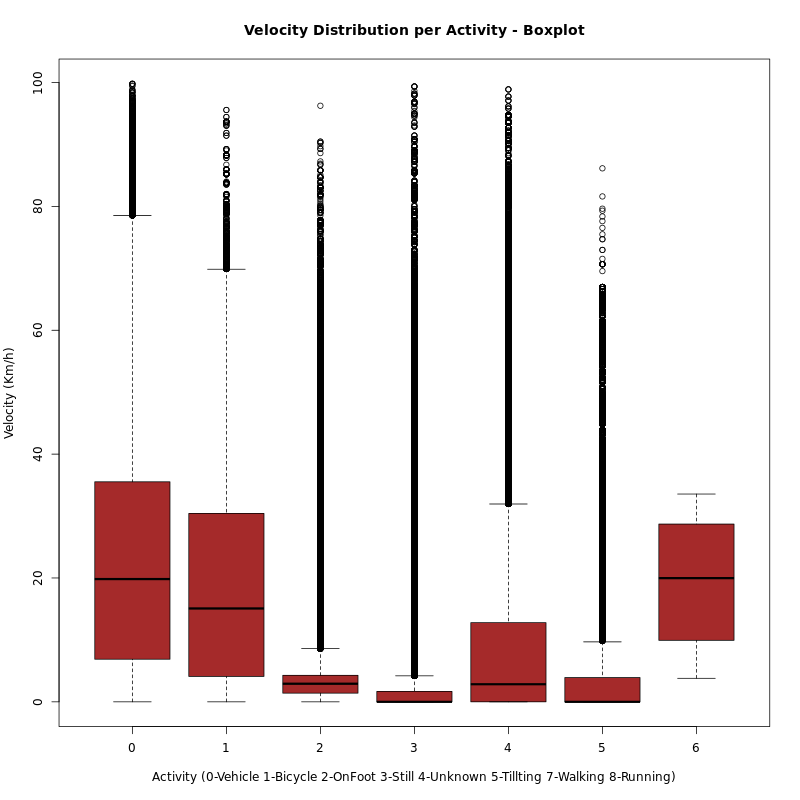 Velocity Distribution per Activity - Boxplot
Velocity (Km/h)
100
80
60
40
20
0
0 1 2 3 4 5 6
Activity (0-Vehicle 1-Bicycle 2-OnFoot 3-Still 4-Unknown 5-Tillting 7-Walking 8-Running)